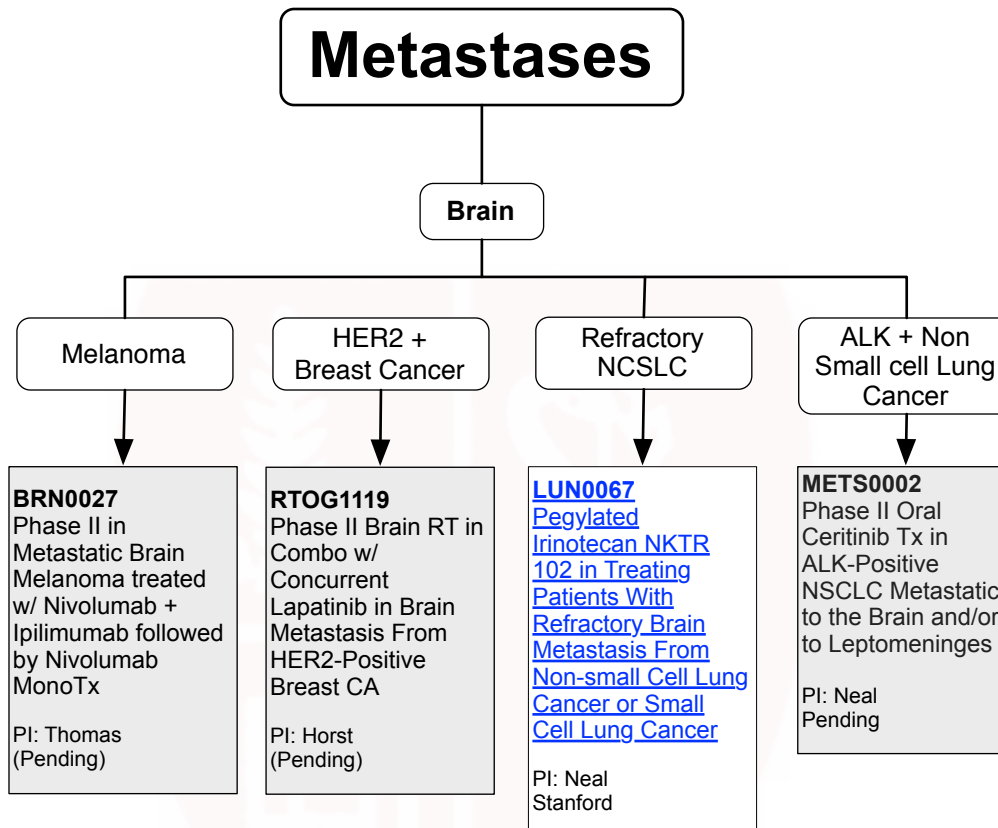 Metastases
Brain
Melanoma
HER2 +
Breast Cancer
Refractory
NCSLC
ALK + Non
Small cell Lung
Cancer
BRN0027
Phase II in
Metastatic Brain
Melanoma treated
w/ Nivolumab +
Ipilimumab followed
by Nivolumab
MonoTx
PI: Thomas
(Pending)
RTOG1119
Phase II Brain RT in
Combo w/
Concurrent
Lapatinib in Brain
Metastasis From
HER2-Positive
Breast CA
PI: Horst
(Pending)
LUN0067
Pegylated
Irinotecan NKTR
102 in Treating
Patients With
Refractory Brain
Metastasis From
Non-small Cell Lung
Cancer or Small
Cell Lung Cancer
PI: Neal
Stanford
METS0002
Phase II Oral
Ceritinib Tx in
ALK-Positive
NSCLC Metastatic
to the Brain and/or
to Leptomeninges
PI: Neal
Pending